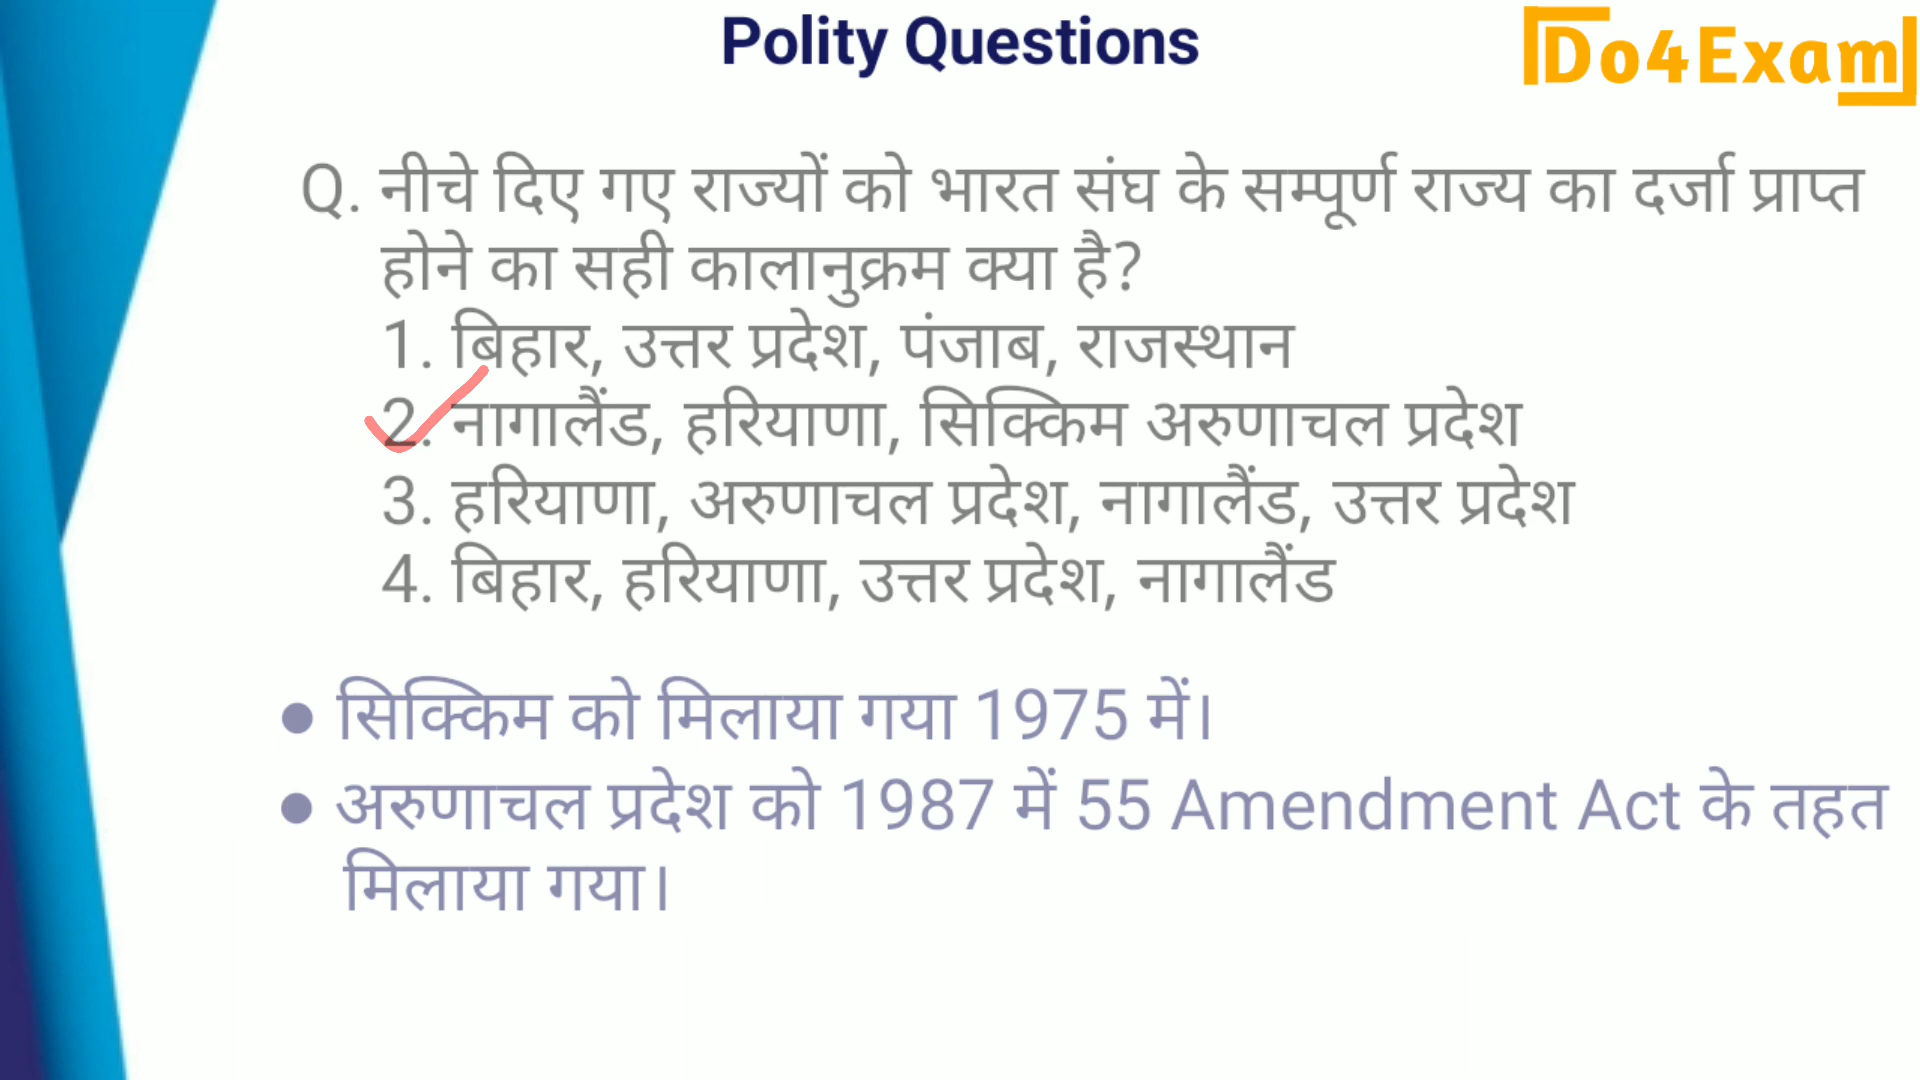 Polity Questions
Do4Exam
Q. नीचे दिए गए राज्यों को भारत संघ के सम्पूर्ण राज्य का दर्जा प्राप्त
होने का सही कालानुक्रम क्या है?
1. बिहार, उत्तर प्रदेश, पंजाब, राजस्थान
2. नागालैंड, हरियाणा, सिक्किम अरुणाचल प्रदेश
3. हरियाणा, अरुणाचल प्रदेश, नागालैंड, उत्तर प्रदेश
4. बिहार, हरियाणा, उत्तर प्रदेश, नागालैंड
● सिक्किम को मिलाया गया 1975 में।
● अरुणाचल प्रदेश को 1987 में 55 Amendment Act के तहत
मिलाया गया।